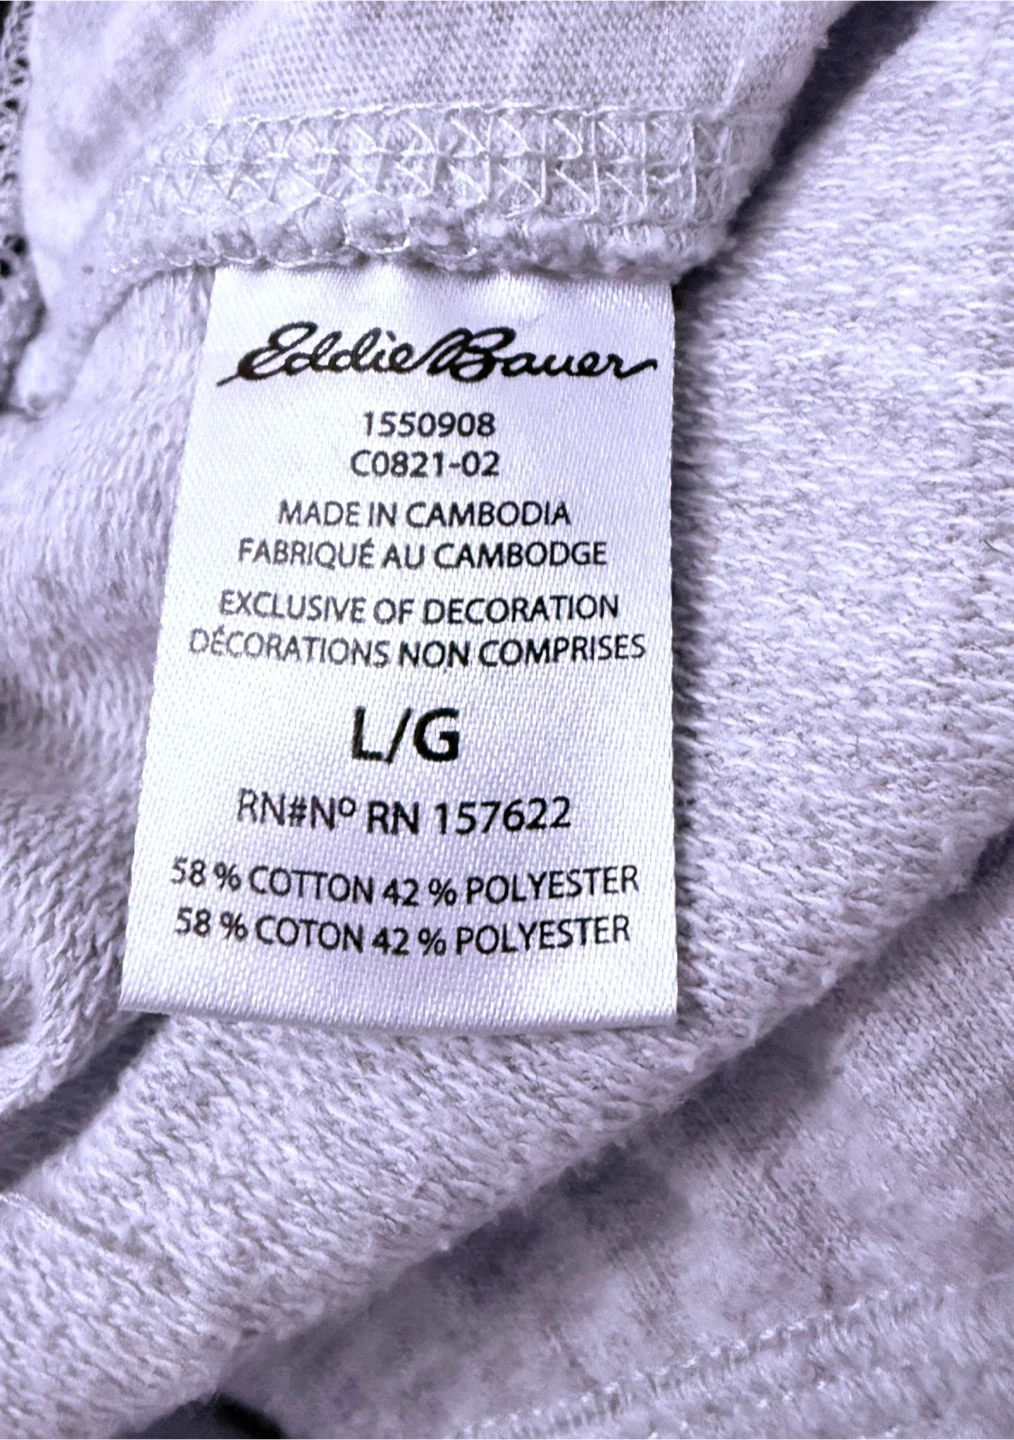 Eddie Bauer
1550908
C0821-02
MADE IN CAMBODIA
FABRIQUÉ AU CAMBODGE
EXCLUSIVE OF DECORATION
DÉCORATIONS NON COMPRISES
L/G
RN#Nº RN 157622
58 % COTTON 42 % POLYESTER
58 % COTON 42 % POLYESTER